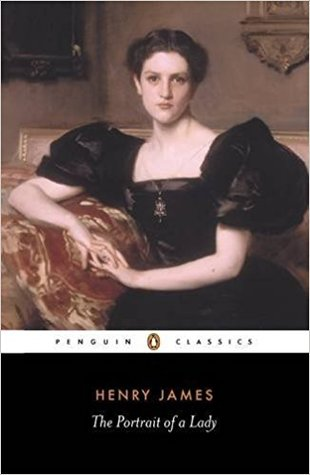 PENGUIN CLASSICS
HENRY JAMES
The Portrait of a Lady